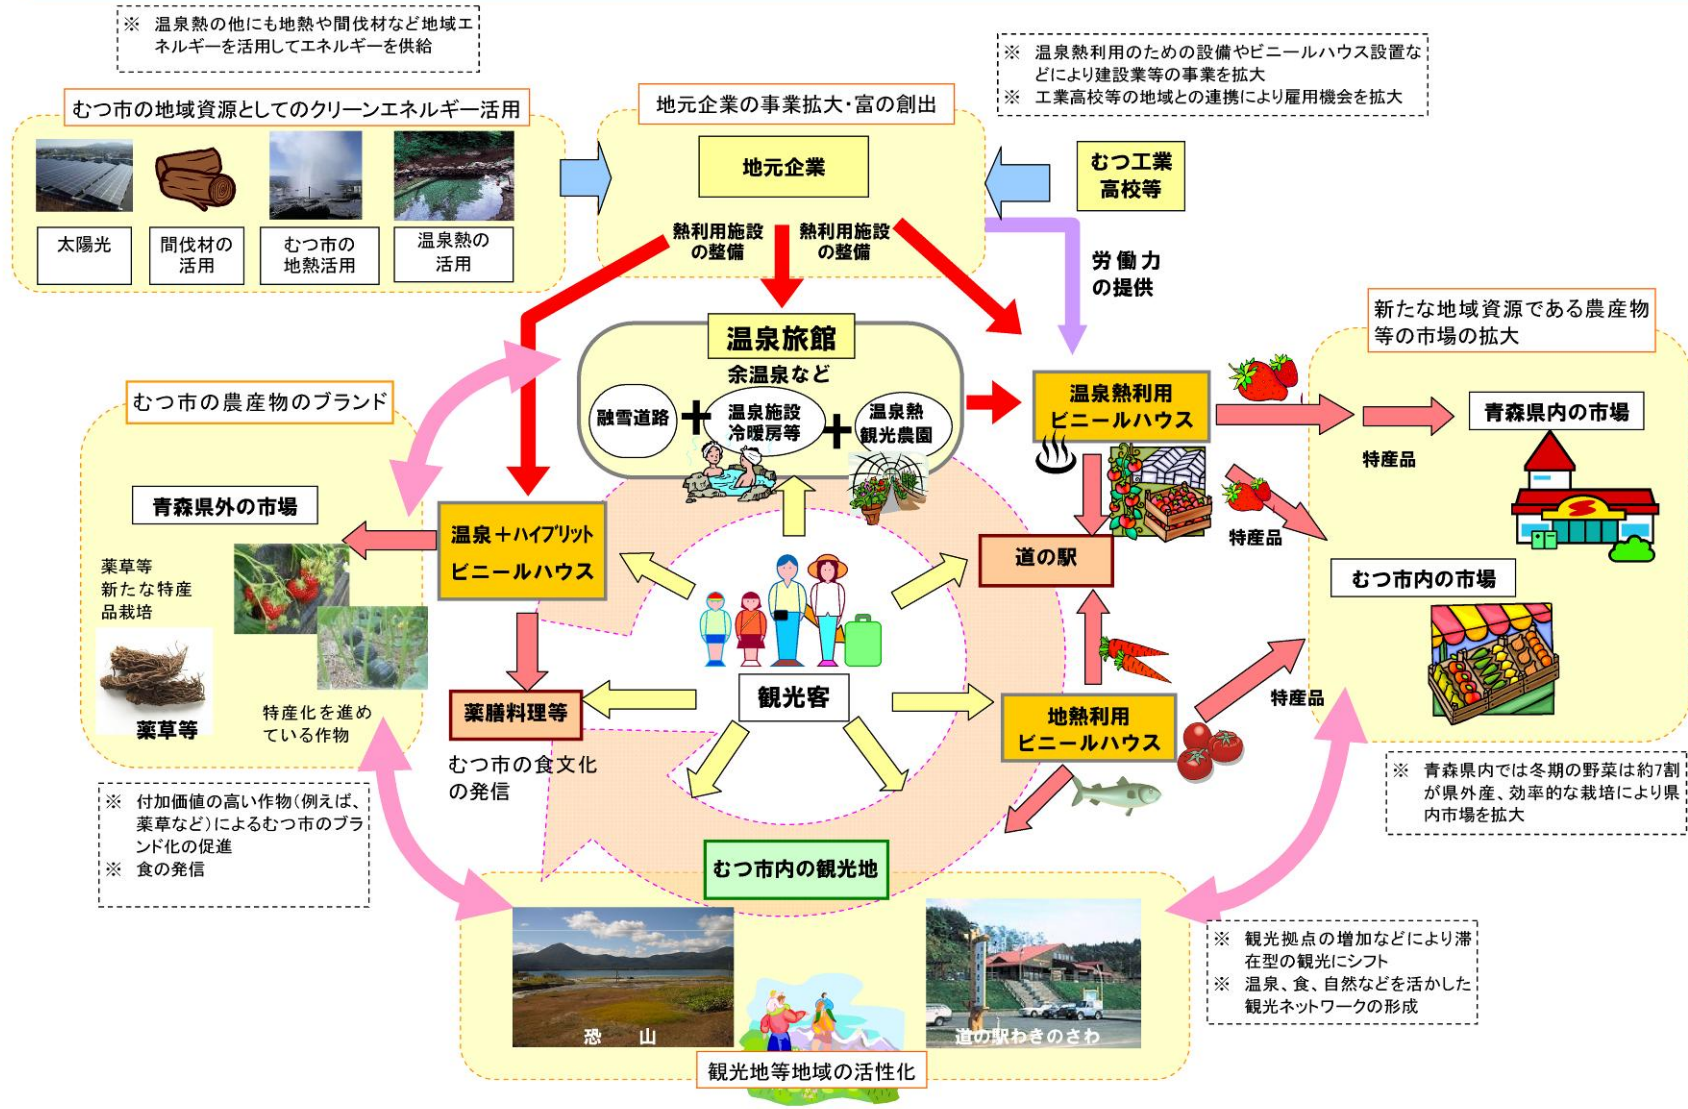 ※ 温泉熱の他にも地熱や間伐材など地域エ
ネルギーを活用してエネルギーを供給
※ 温泉熱利用のための設備やビニールハウス設置な
どにより建設業等の事業を拡大
※ 工業高校等の地域との連携により雇用機会を拡大
むつ市の地域資源としてのクリーンエネルギー活用
太陽光
間伐材の
活用
むつ市の
地熱活用
温泉熱の
活用
地元企業の事業拡大・富の創出
地元企業
熱利用施設
の整備
熱利用施設
の整備
むつ工業
高校等
労働力
の提供
温泉旅館
余温泉など
融雪道路
+
温泉施設
冷暖房等
+
温泉熱
観光農園
温泉熱利用
ビニールハウス
新たな地域資源である農産物
等の市場の拡大
青森県内の市場
特産品
特産品
むつ市内の市場
特産品
むつ市の農産物のブランド
青森県外の市場
薬草等
新たな特産
品栽培
薬草等
特産化を進め
ている作物
温泉+ハイブリット
ビニールハウス
薬膳料理等
むつ市の食文化
の発信
道の駅
観光客
地熱利用
ビニールハウス
※ 付加価値の高い作物(例えば、
薬草など)によるむつ市のブラ
ンド化の促進
※ 食の発信
※ 青森県内では冬期の野菜は約7割
が県外産、効率的な栽培により県
内市場を拡大
むつ市内の観光地
恐 山
道の駅わきのさわ
観光地等地域の活性化
※ 観光拠点の増加などにより滞
在型の観光にシフト
※ 温泉、食、自然などを活かした
観光ネットワークの形成